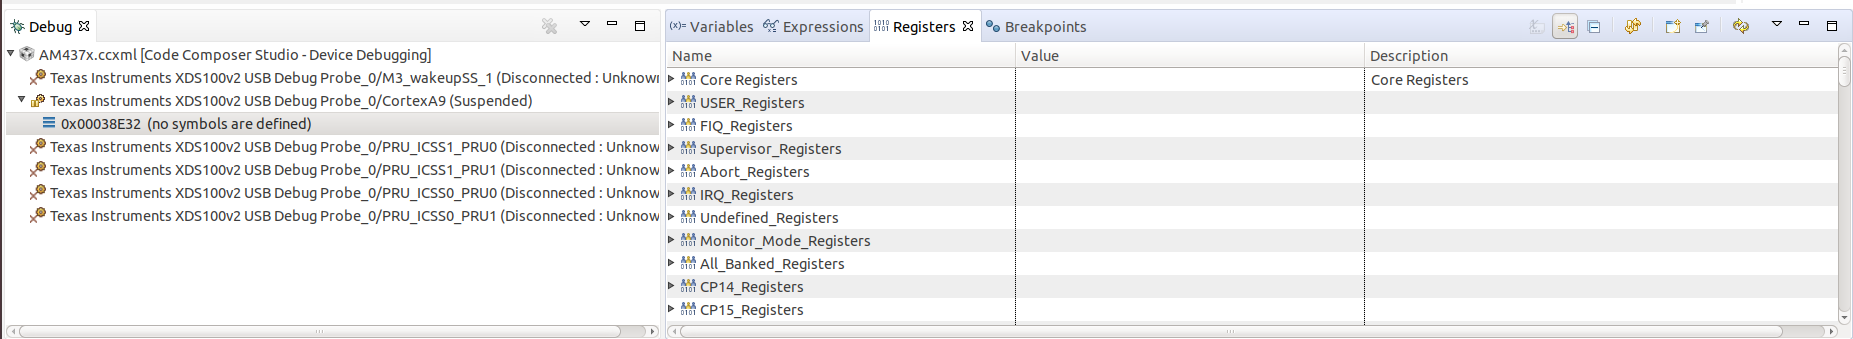 Debug
AM437x.ccxml [Code Composer Studio - Device Debugging]
Texas Instruments XDS100v2 USB Debug Probe_0/M3_wakeupSS_1 (Disconnected : Unknown
Texas Instruments XDS100v2 USB Debug Probe_0/CortexA9 (Suspended)
0x00038E32 (no symbols are defined)
Texas Instruments XDS100v2 USB Debug Probe_0/PRU_ICSS1_PRU0 (Disconnected : Unknow
Texas Instruments XDS100v2 USB Debug Probe_0/PRU_ICSS1_PRU1 (Disconnected : Unknow
Texas Instruments XDS100v2 USB Debug Probe_0/PRU_ICSS0_PRU0 (Disconnected : Unknow
Texas Instruments XDS100v2 USB Debug Probe_0/PRU_ICSS0_PRU1 (Disconnected : Unknow
(x)= Variables Expressions Registers Breakpoints
Name Value Description
Core Registers Core Registers
USER_Registers
FIQ_Registers
Supervisor_Registers
Abort_Registers
IRQ_Registers
Undefined_Registers
Monitor_Mode_Registers
All_Banked_Registers
CP14_Registers
CP15_Registers